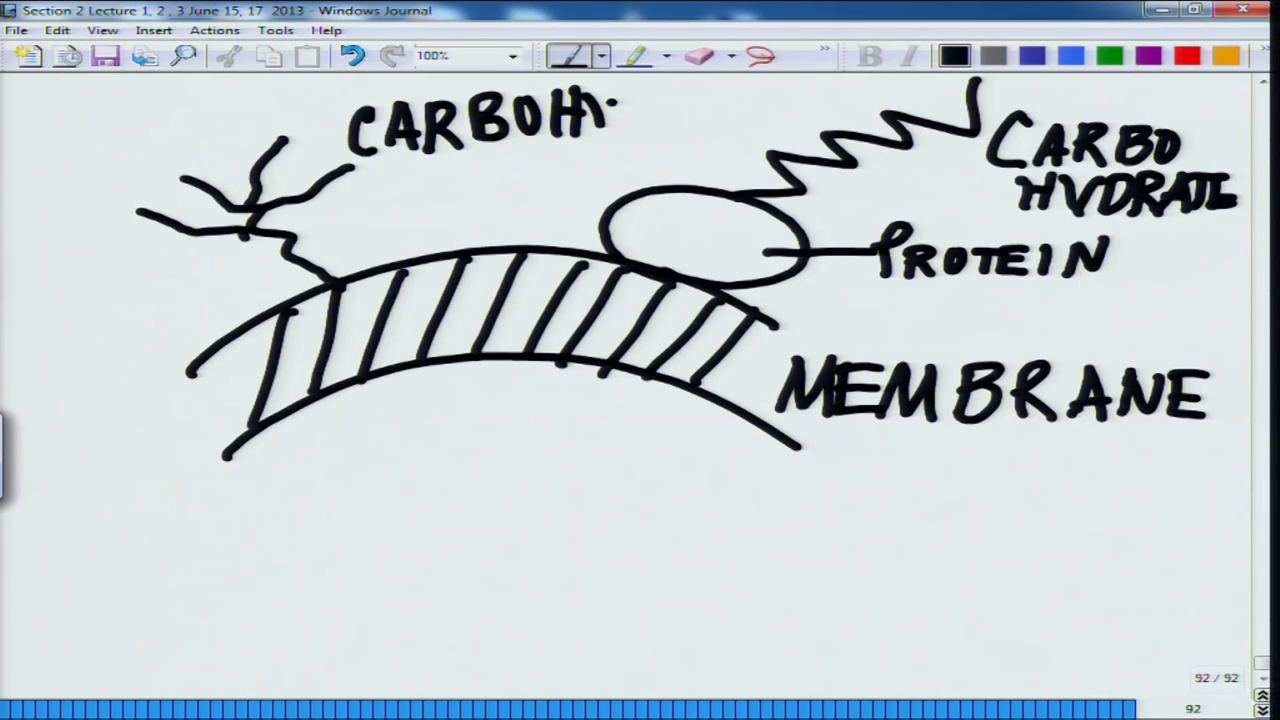 Section 2 Lecture 1, 2 , 3 June 15, 17 2013 - Windows Journal
File Edit View Insert Actions Tools Help
100% B I
CARBOH
CARBO
HYDRATE
PROTEIN
MEMBRANE
92 / 92
92